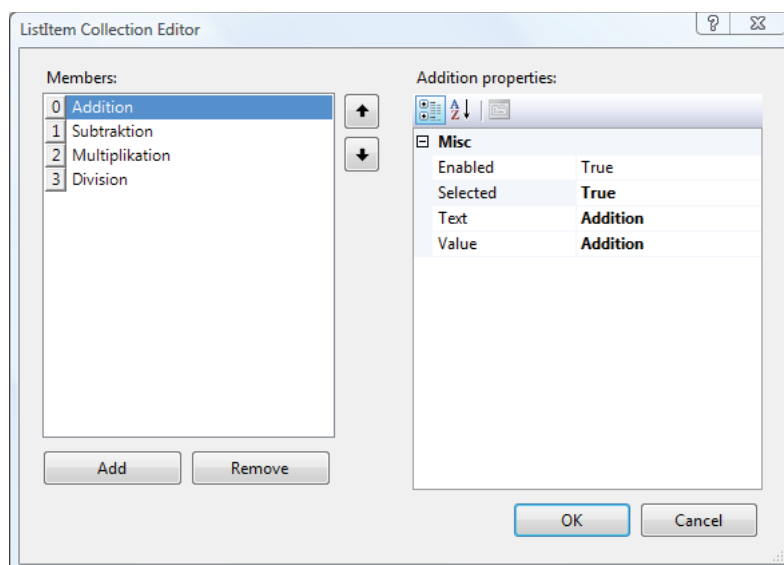 ListItem Collection Editor
Members:
0 Addition
1 Subtraktion
2 Multiplikation
3 Division
Add
Remove
Addition properties:
A
Z
Misc
Enabled True
Selected True
Text Addition
Value Addition
OK
Cancel